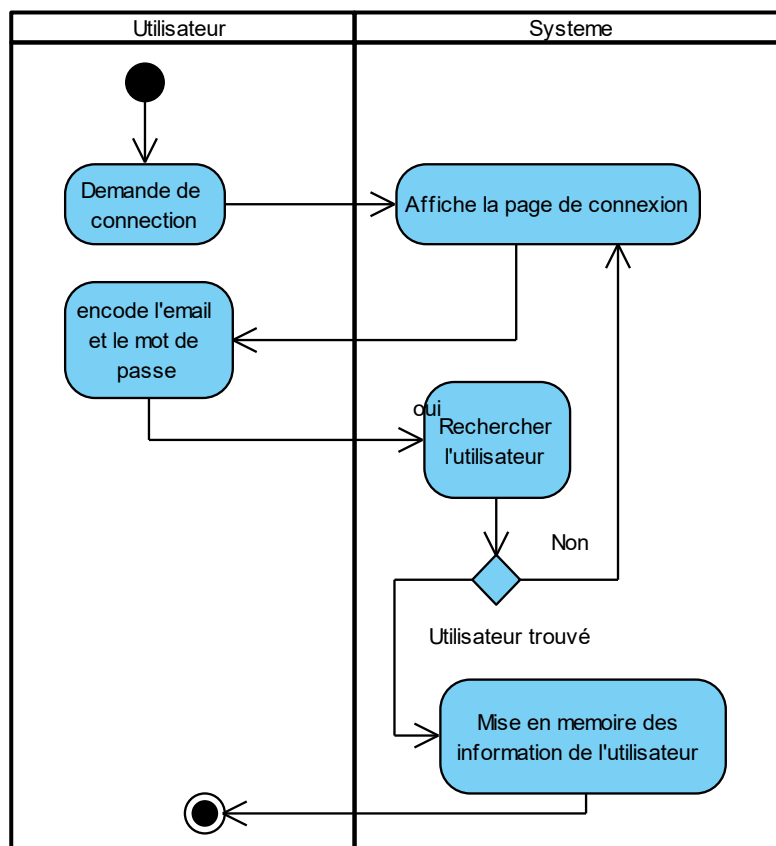 Utilisateur
Systeme
Demande de
connection
Affiche la page de connexion
encode l'email
et le mot de
passe
oui
Rechercher
l'utilisateur
Non
Utilisateur trouvé
Mise en memoire des
information de l'utilisateur